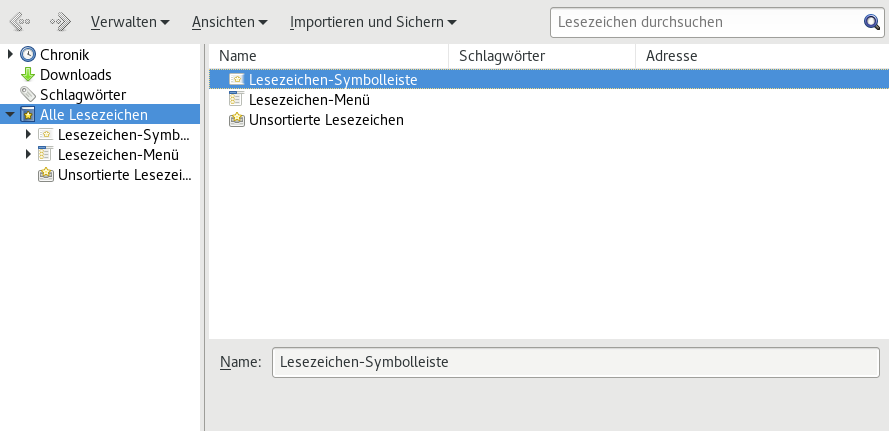 Verwalten Ansichten Importieren und Sichern Lesezeichen durchsuchen
Name Schlagwörter Adresse
Chronik
Downloads
Schlagwörter
Alle Lesezeichen
Lesezeichen-Symb...
Lesezeichen-Menü
Unsortierte Lesezei...
Lesezeichen-Symbolleiste
Lesezeichen-Menü
Unsortierte Lesezeichen
Name: Lesezeichen-Symbolleiste